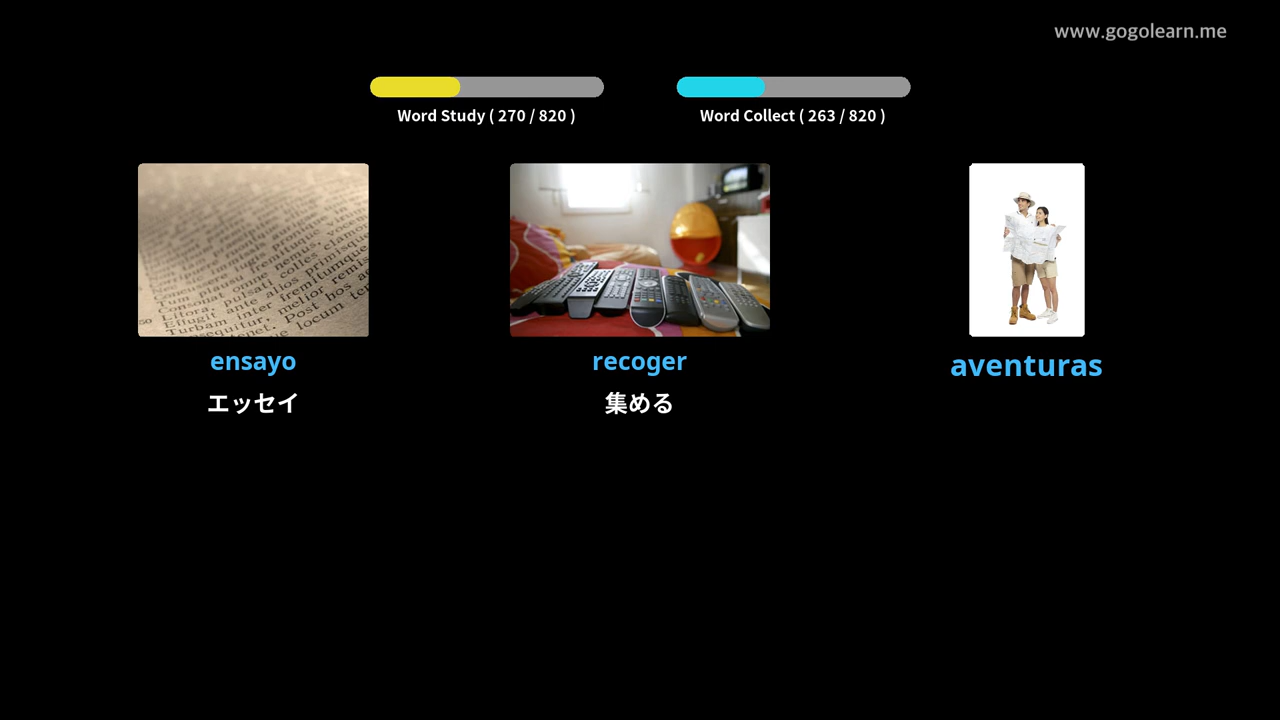 www.gogolearn.me
Word Study ( 270 / 820 )
Word Collect ( 263 / 820 )
ensayo
エッセイ
recoger
集める
aventuras